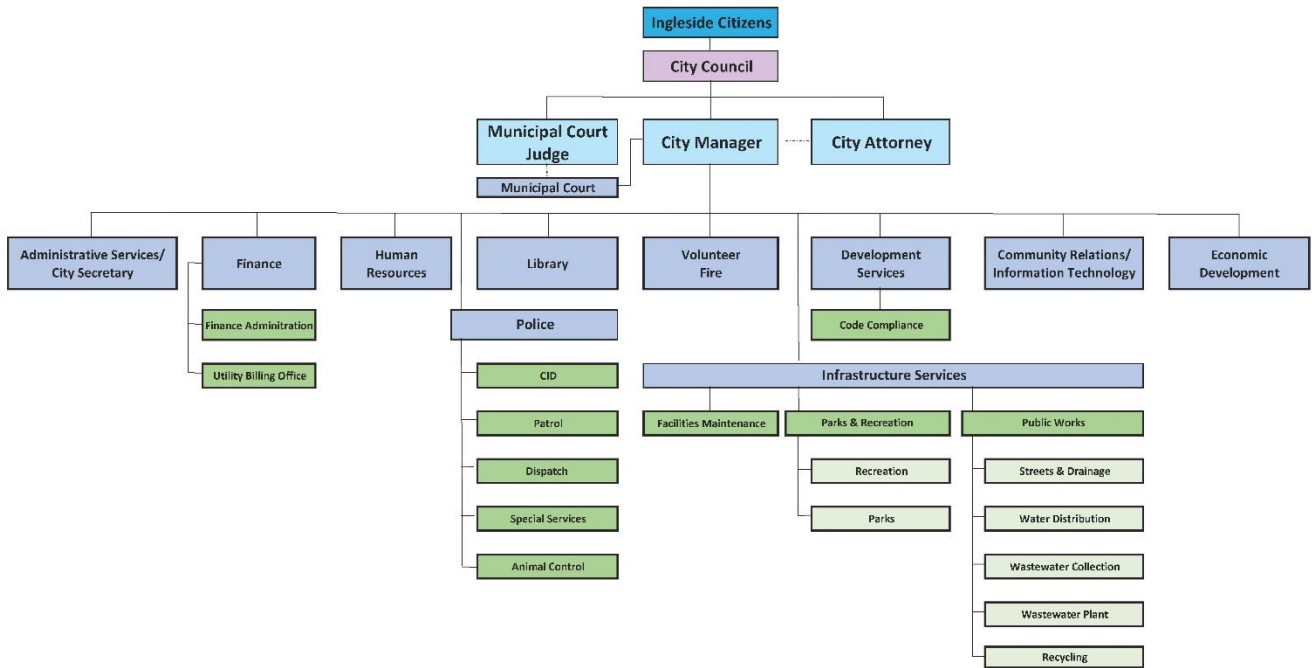 Ingleside Citizens
City Council
Municipal Court
Judge
City Manager
City Attorney
Municipal Court
Administrative Services/
City Secretary
Finance
Human
Resources
Library
Volunteer
Fire
Development
Services
Community Relations/
Information Technology
Economic
Development
Finance Adminitration
Police
Code Compliance
Utility Billing Office
CID
Infrastructure Services
Patrol
Facilities Maintenance
Parks & Recreation
Public Works
Dispatch
Recreation
Streets & Drainage
Special Services
Parks
Water Distribution
Animal Control
Wastewater Collection
Wastewater Plant
Recycling